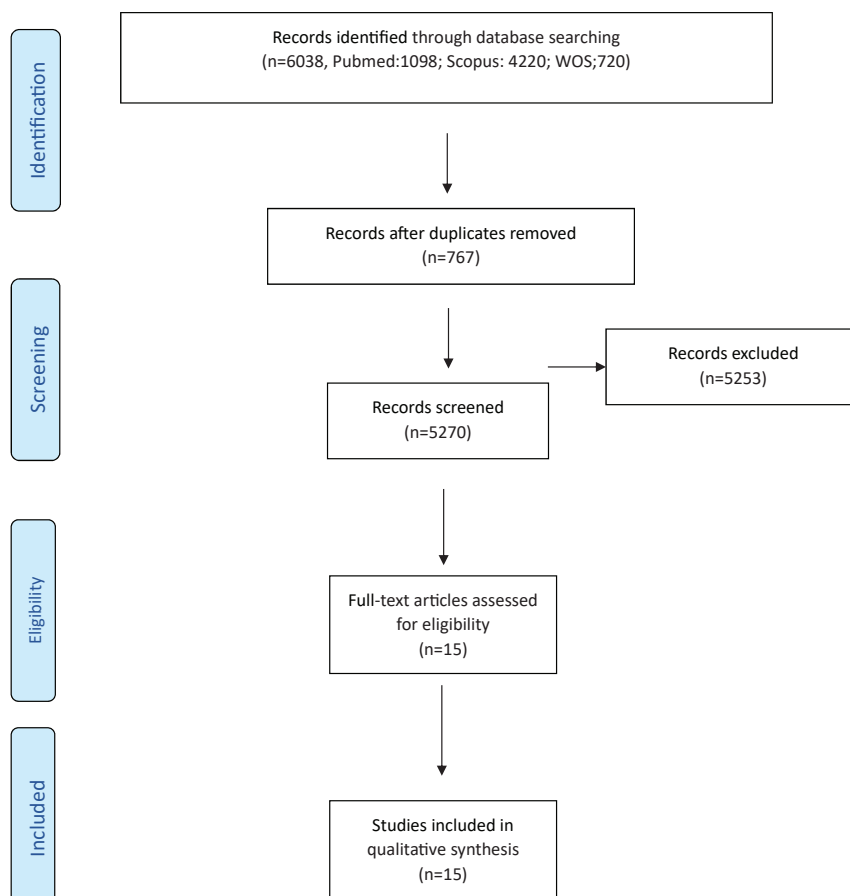 Identification
Records identified through database searching
(n=6038, Pubmed:1098; Scopus: 4220; WOS;720)
Records after duplicates removed
(n=767)
Screening
Records excluded
(n=5253)
Records screened
(n=5270)
Eligibility
Full-text articles assessed
for eligibility
(n=15)
Included
Studies included in
qualitative synthesis
(n=15)